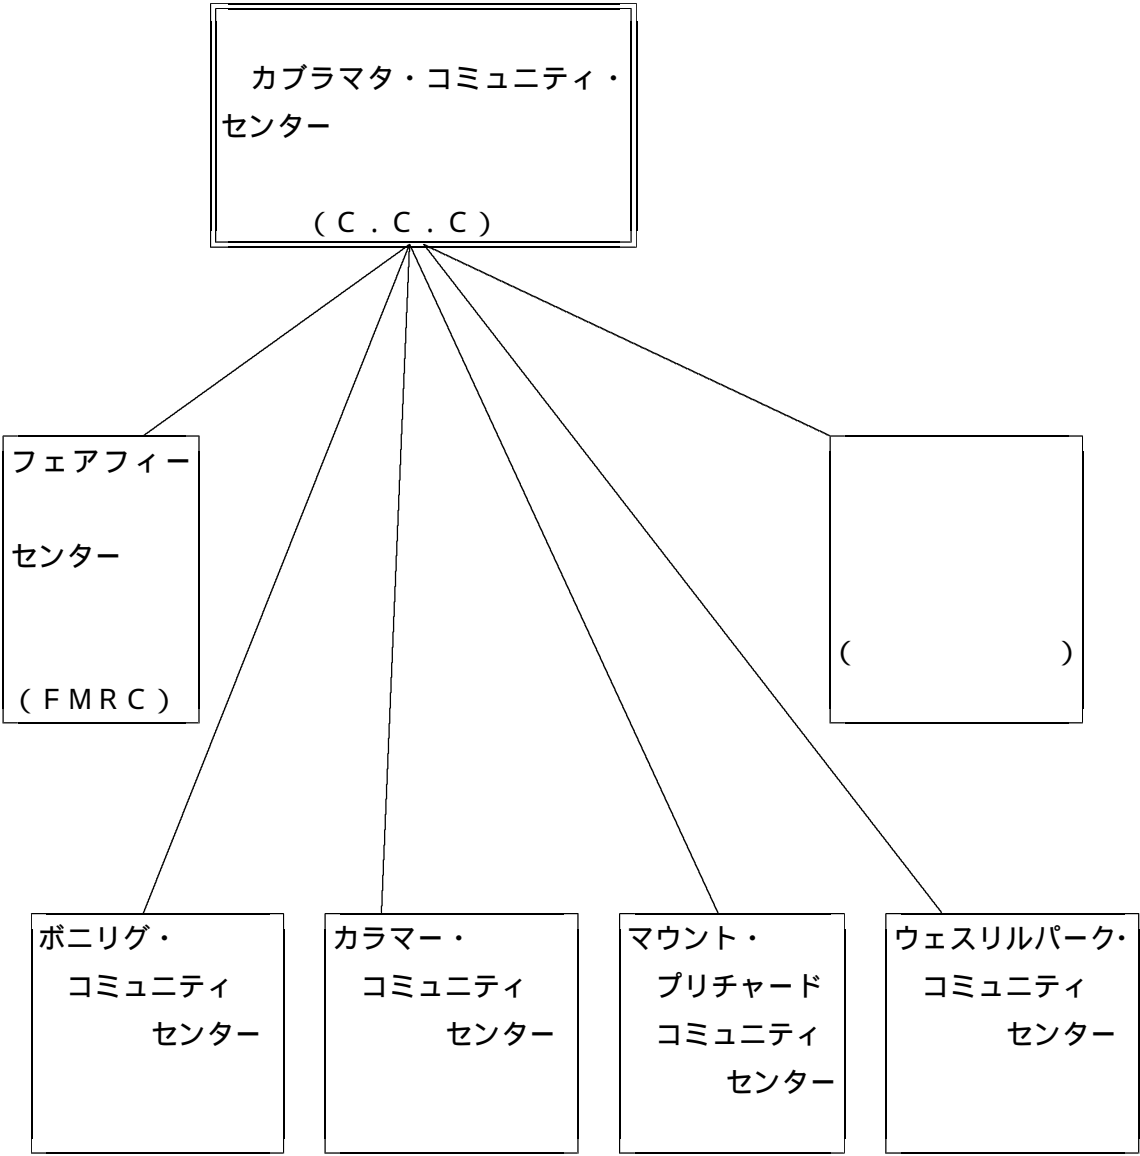 カブラマタ・コミュニティ・
センター
(C.C.C)
フェアフィー
センター
(FMRC)
(　　　　)
ボニリグ・
コミュニティ
センター
カラマー・
コミュニティ
センター
マウント・
プリチャード
コミュニティ
センター
ウェスリルパーク・
コミュニティ
センター